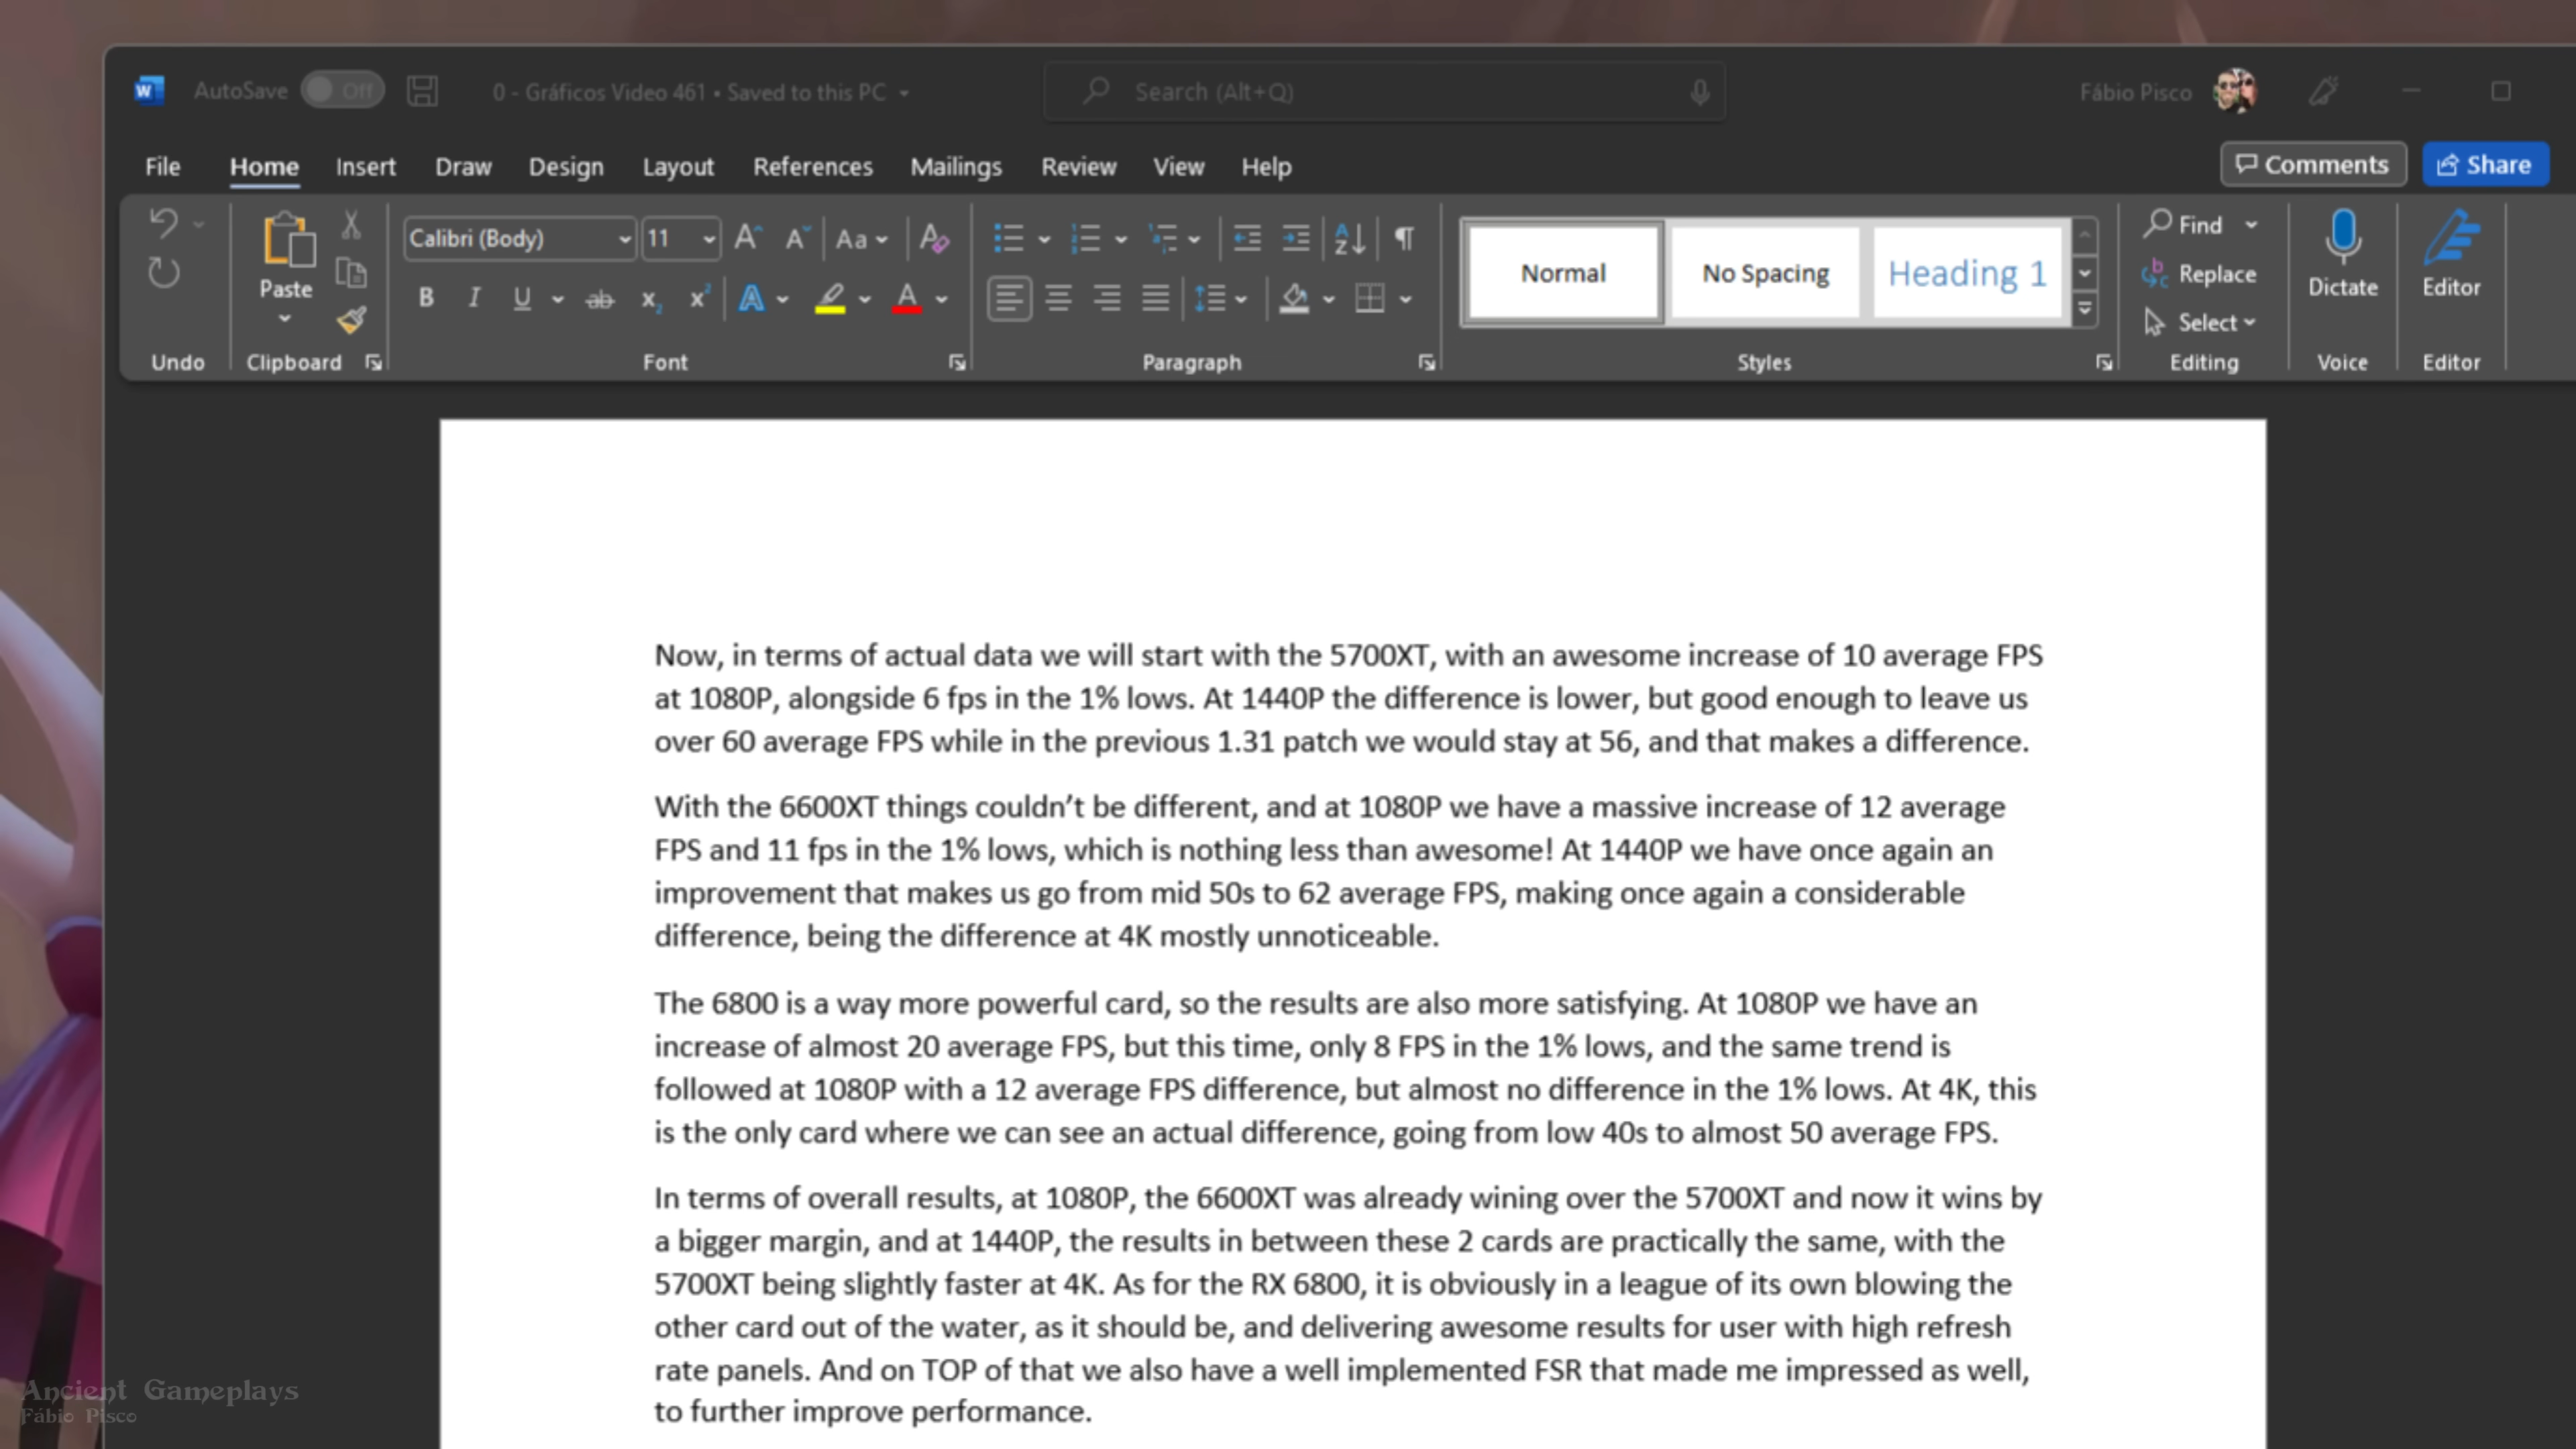 AutoSave Off 0 - Gráficos Video 461 • Saved to this PC Search (Alt+Q) Fábio Pisco
File Home Insert Draw Design Layout References Mailings Review View Help Comments Share
Calibri (Body) 11 Aa Normal No Spacing Heading 1 Find
Paste Replace Dictate Editor
B I U ab x₂ x² A A Select
Undo Clipboard Font Paragraph Styles Editing Voice Editor
Now, in terms of actual data we will start with the 5700XT, with an awesome increase of 10 average FPS
at 1080P, alongside 6 fps in the 1% lows. At 1440P the difference is lower, but good enough to leave us
over 60 average FPS while in the previous 1.31 patch we would stay at 56, and that makes a difference.
With the 6600XT things couldn’t be different, and at 1080P we have a massive increase of 12 average
FPS and 11 fps in the 1% lows, which is nothing less than awesome! At 1440P we have once again an
improvement that makes us go from mid 50s to 62 average FPS, making once again a considerable
difference, being the difference at 4K mostly unnoticeable.
The 6800 is a way more powerful card, so the results are also more satisfying. At 1080P we have an
increase of almost 20 average FPS, but this time, only 8 FPS in the 1% lows, and the same trend is
followed at 1080P with a 12 average FPS difference, but almost no difference in the 1% lows. At 4K, this
is the only card where we can see an actual difference, going from low 40s to almost 50 average FPS.
In terms of overall results, at 1080P, the 6600XT was already wining over the 5700XT and now it wins by
a bigger margin, and at 1440P, the results in between these 2 cards are practically the same, with the
5700XT being slightly faster at 4K. As for the RX 6800, it is obviously in a league of its own blowing the
other card out of the water, as it should be, and delivering awesome results for user with high refresh
rate panels. And on TOP of that we also have a well implemented FSR that made me impressed as well,
to further improve performance.
Ancient Gameplays
Fábio Pisco